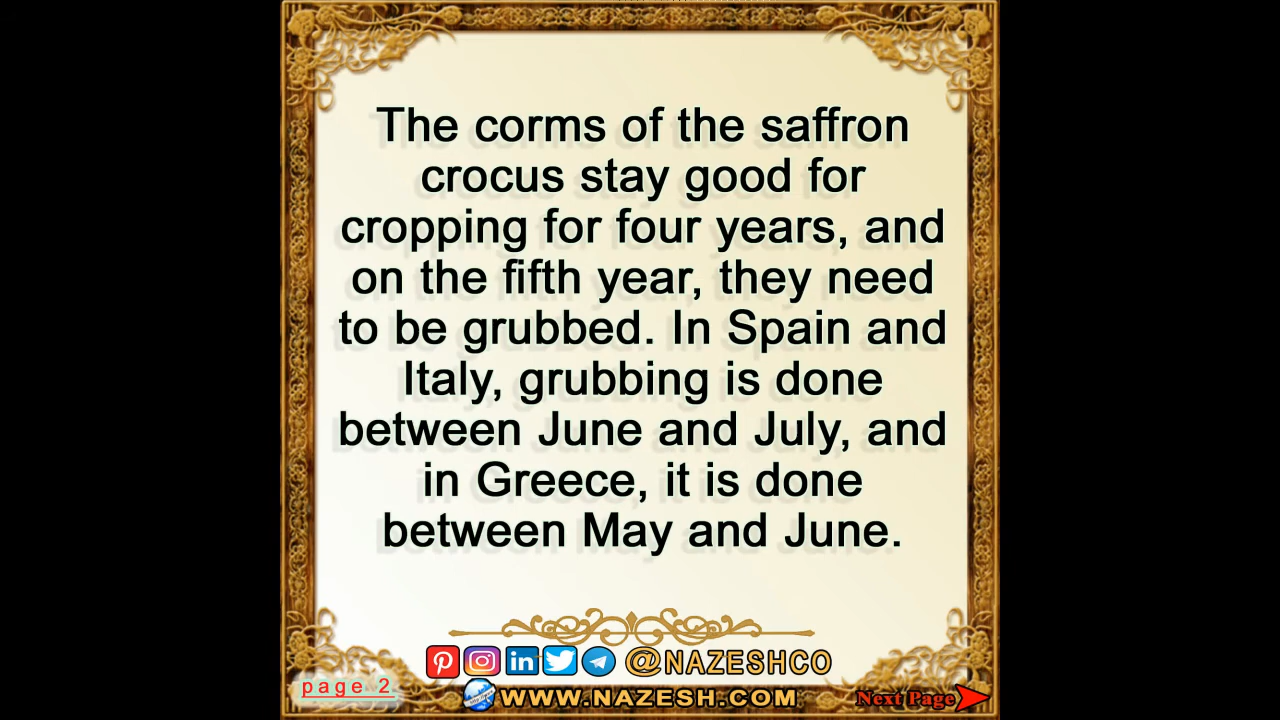 The corms of the saffron
crocus stay good for
cropping for four years, and
on the fifth year, they need
to be grubbed. In Spain and
Italy, grubbing is done
between June and July, and
in Greece, it is done
between May and June.
@NAZESHCO
page 2
WWW.NAZESH.COM
Next Page